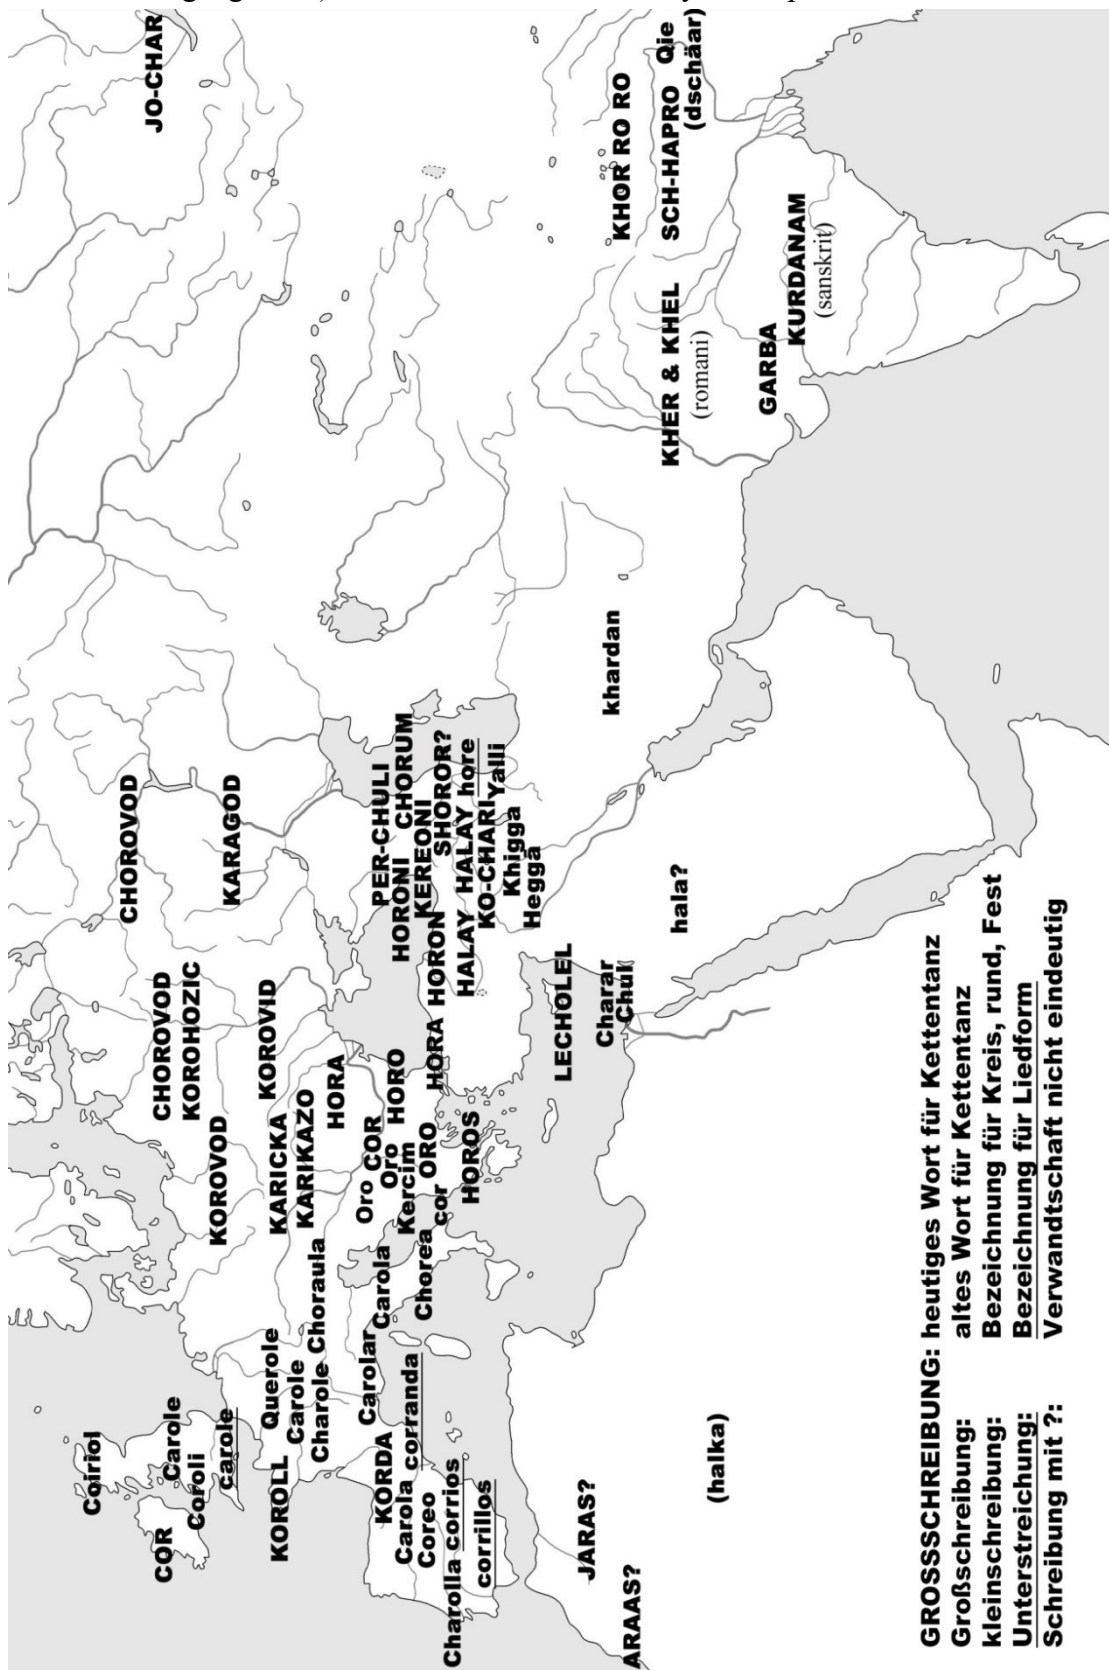 Coiriol
CHOROVOD
JO-CHAR
COR
Carole
Coroli
carole
CHOROVOD
KOROHOZIC
KOROVOD
KARAGOD
KOROVID
Querole
KOROLL
Carole
Charole
Choraula
KARICKA
KARIKAZO
HORA
Carolar
Carola
Oro
COR
Oro
HORO
KORDA
Carola
corranda
Coreo
Chorea
Kercim
cor
ORO
HORA
HORON
HORONI
PER-CHULI
CHORUM
KEREONI
SHOROR?
Charolla
corrios
corrillos
HOROS
HALAY
HALAY
hore
KO-CHARI
Yalli
Khigga
Hegga
LECHOLEL
Charar
Chul
khardan
hala?
JARAS?
ARAAS?
(halka)
KHOR RO RO
SCH-HAPRO
Qie
(dschäar)
KHER & KHEL
(romani)
GARBA
KURDANAM
(sanskrit)
GROSSSCHREIBUNG: heutiges Wort für Kettentanz
Großschreibung: altes Wort für Kettentanz
kleinschreibung: Bezeichnung für Kreis, rund, Fest
Unterstreichung: Bezeichnung für Liedform
Schreibung mit ?: Verwandtschaft nicht eindeutig